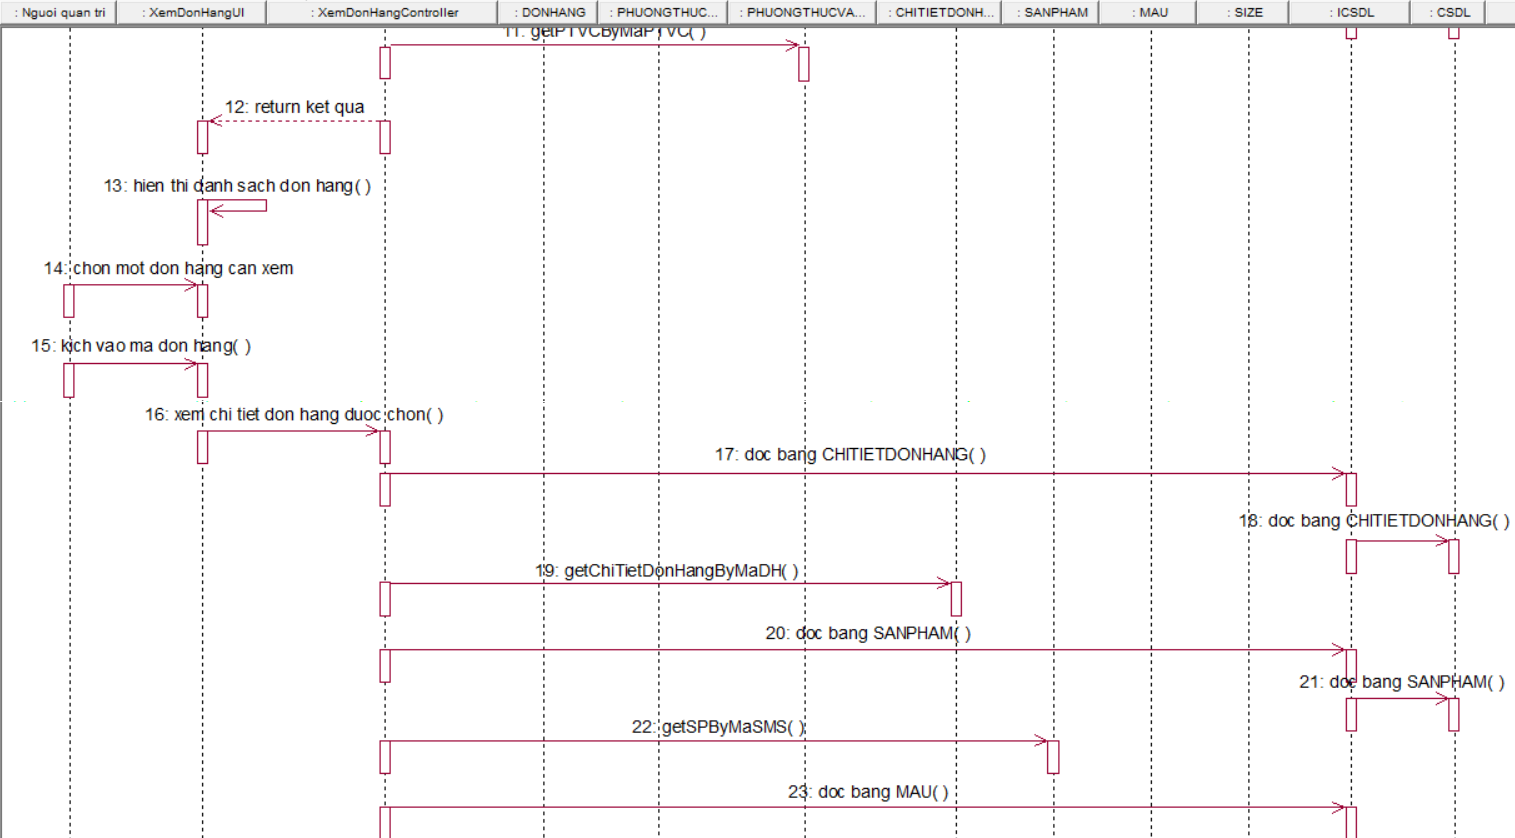 : Nguoi quan tri
: XemDonHangUI
: XemDonHangController
: DONHANG
: PHUONGTHUC...
: PHUONGTHUCVA...
: CHITIETDONH...
: SANPHAM
: MAU
: SIZE
: ICSDL
: CSDL
11: getPTVCByMaPTVC( )
12: return ket qua
13: hien thi danh sach don hang( )
14: chon mot don hang can xem
15: kich vao ma don hang( )
16: xem chi tiet don hang duoc chon( )
17: doc bang CHITIETDONHANG( )
18: doc bang CHITIETDONHANG( )
19: getChiTietDonHangByMaDH( )
20: doc bang SANPHAM( )
21: doc bang SANPHAM( )
22: getSPByMaSMS( )
23: doc bang MAU( )